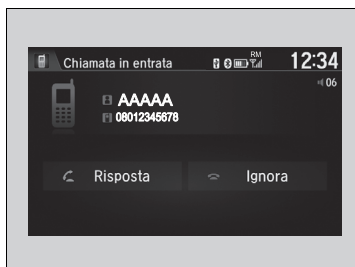 Chiamata in entrata RM 12:34
06
AAAAA
08012345678
Risposta Ignora